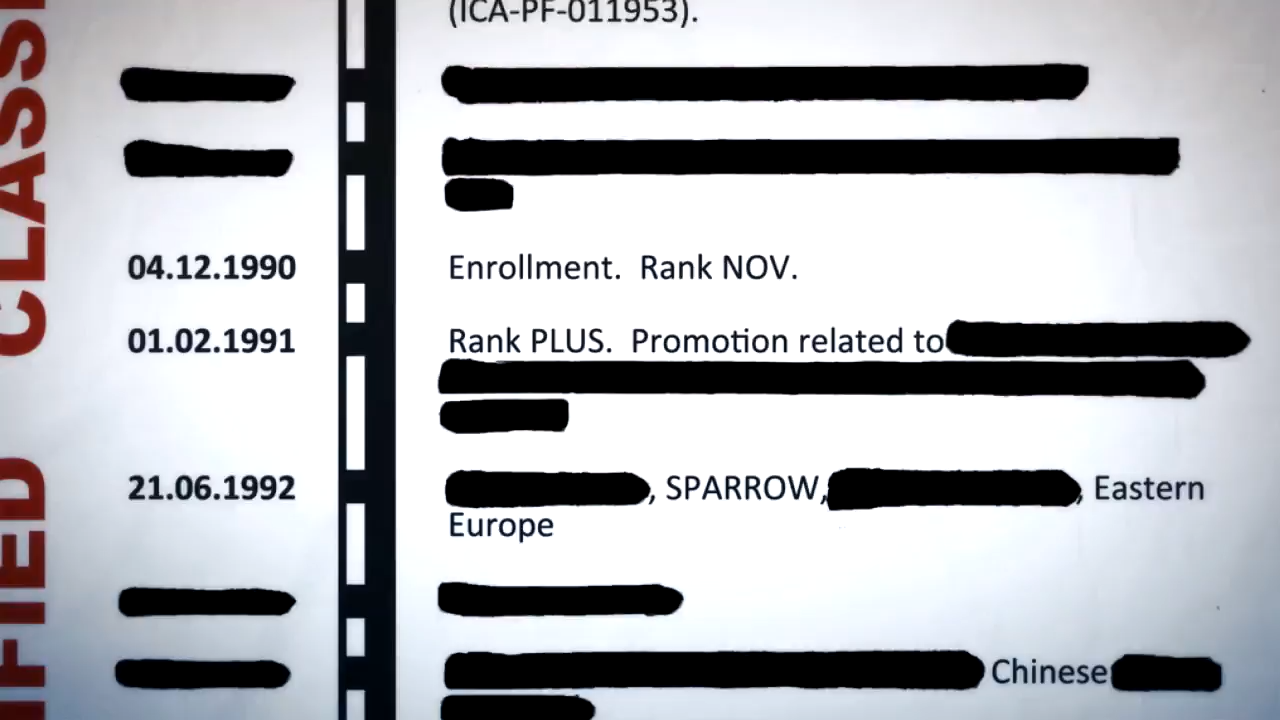 (ICA-PF-011953).
04.12.1990 Enrollment. Rank NOV.
01.02.1991 Rank PLUS. Promotion related to
21.06.1992 , SPARROW, , Eastern
Europe
Chinese
CLASS
FIED